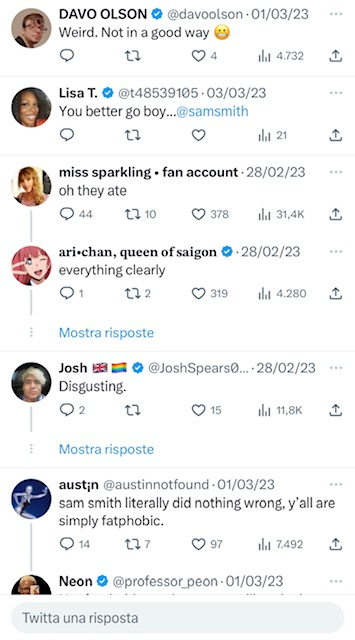 DAVO OLSON @davoolson · 01/03/23
Weird. Not in a good way 🙂
4 4.732
Lisa T. @t48539105 · 03/03/23
You better go boy...@samsmith
21
miss sparkling • fan account · 28/02/23
oh they ate
44 10 378 31,4K
ari•chan, queen of saigon · 28/02/23
everything clearly
1 2 319 4.280
Mostra risposte
Josh 🇬🇧 🏳️‍🌈 @JoshSpears0... · 28/02/23
Disgusting.
2 15 11,8K
Mostra risposte
aust¡n @austinnotfound · 01/03/23
sam smith literally did nothing wrong, y'all are
simply fatphobic.
14 7 97 7.492
Neon @professor_peon · 01/03/23
Twitta una risposta